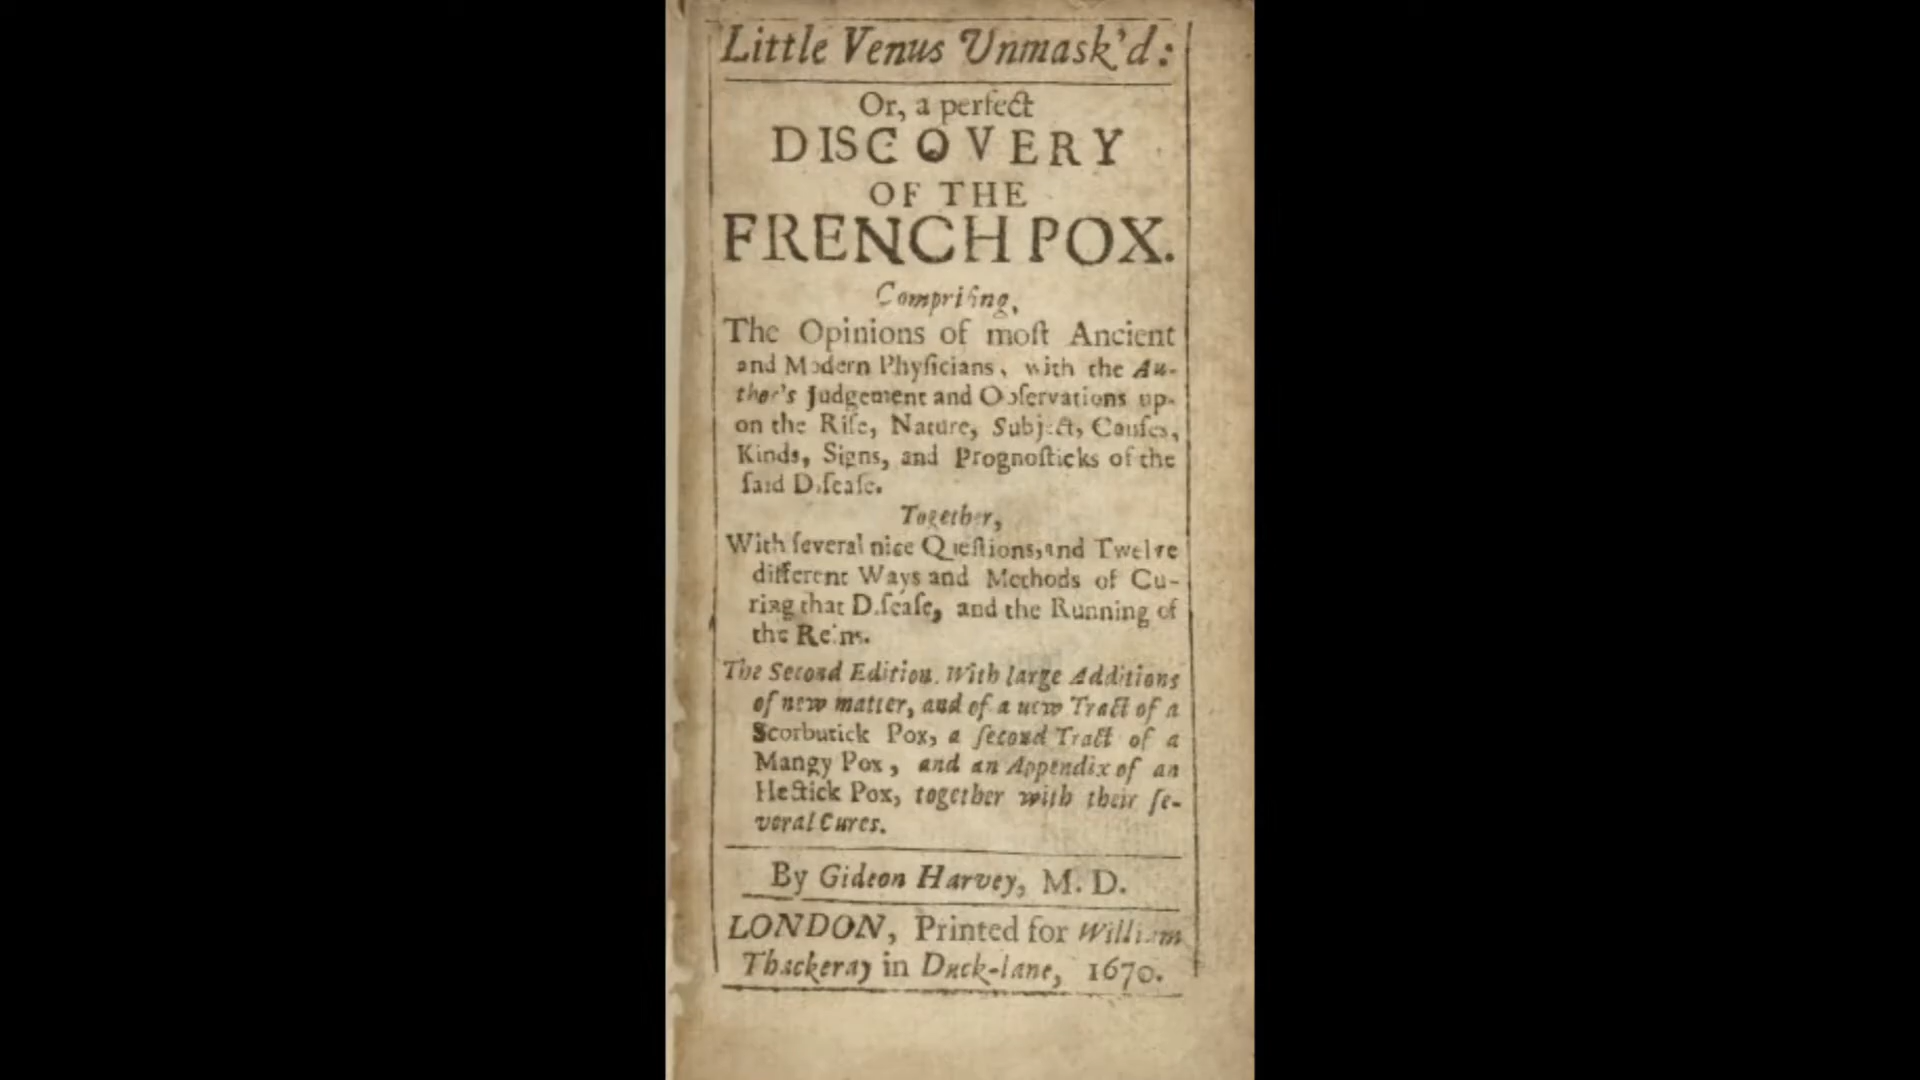 Little Venus Unmask'd:
Or, a perfect
DISCOVERY
OF THE
FRENCH POX.
Compriſing,
The Opinions of moſt Ancient
and Modern Phyſicians, with the Au-
thor's Judgement and Obſervations up-
on the Riſe, Nature, Subject, Cauſes,
Kinds, Signs, and Prognoſticks of the
ſaid Diſeaſe.
Together,
With ſeveral nice Queſtions, and Twelve
different Ways and Methods of Cu-
ring that Diſeaſe, and the Running of
the Reins.
The Second Edition. With large Additions
of new matter, and of a new Tract of a
Scorbutick Pox, a ſecond Tract of a
Mangy Pox, and an Appendix of an
Hectick Pox, together with their ſe-
veral Cures.
By Gideon Harvey, M. D.
LONDON, Printed for William
Thackeray in Duck-lane, 1670.